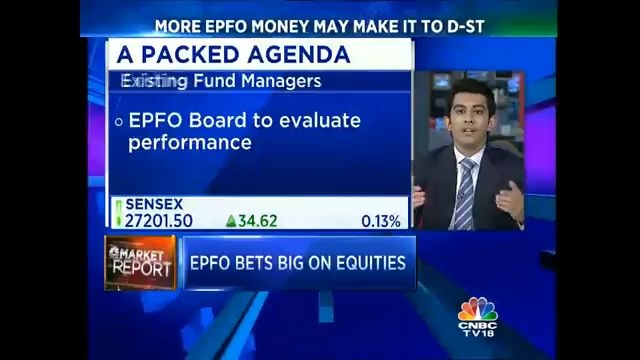 MORE EPFO MONEY MAY MAKE IT TO D-ST
A PACKED AGENDA
Existing Fund Managers
EPFO Board to evaluate
performance
SENSEX
27201.50 34.62 0.13%
MARKET
REPORT
EPFO BETS BIG ON EQUITIES
CNBC
TV18